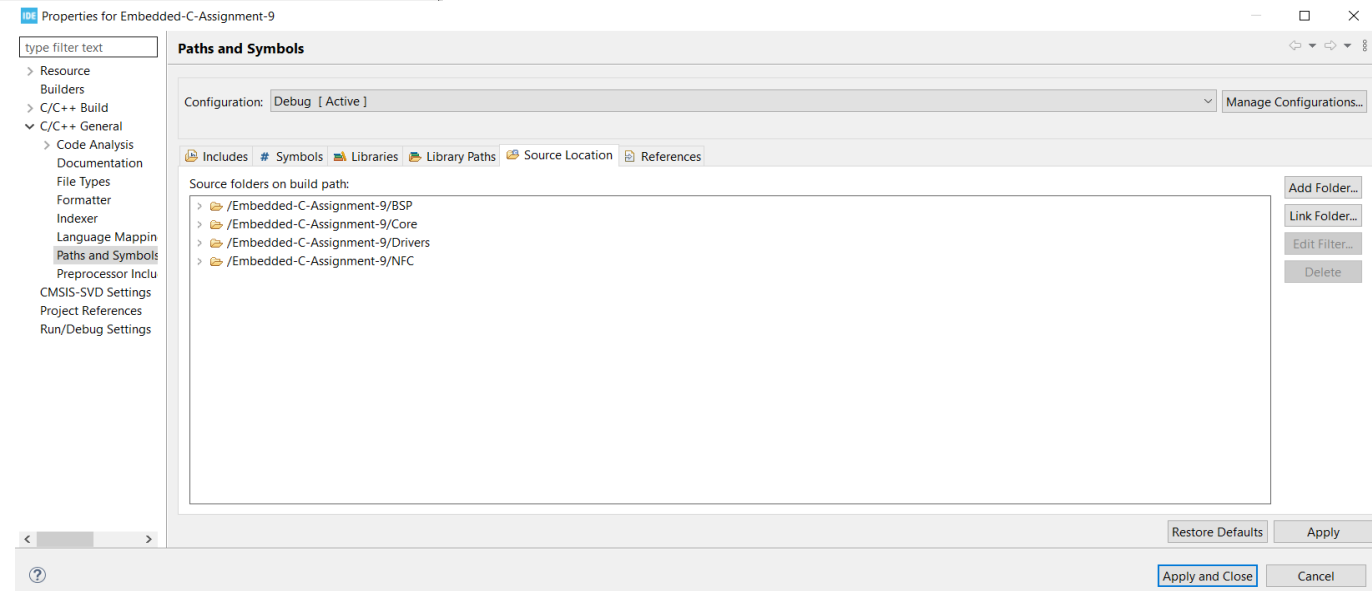 IDE Properties for Embedded-C-Assignment-9
type filter text
Resource
Builders
C/C++ Build
C/C++ General
Code Analysis
Documentation
File Types
Formatter
Indexer
Language Mappin
Paths and Symbols
Preprocessor Inclu
CMSIS-SVD Settings
Project References
Run/Debug Settings
Paths and Symbols
Configuration: Debug [ Active ] Manage Configurations...
Includes # Symbols Libraries Library Paths Source Location References
Source folders on build path:
/Embedded-C-Assignment-9/BSP
/Embedded-C-Assignment-9/Core
/Embedded-C-Assignment-9/Drivers
/Embedded-C-Assignment-9/NFC
Add Folder...
Link Folder...
Edit Filter...
Delete
Restore Defaults Apply
? Apply and Close Cancel